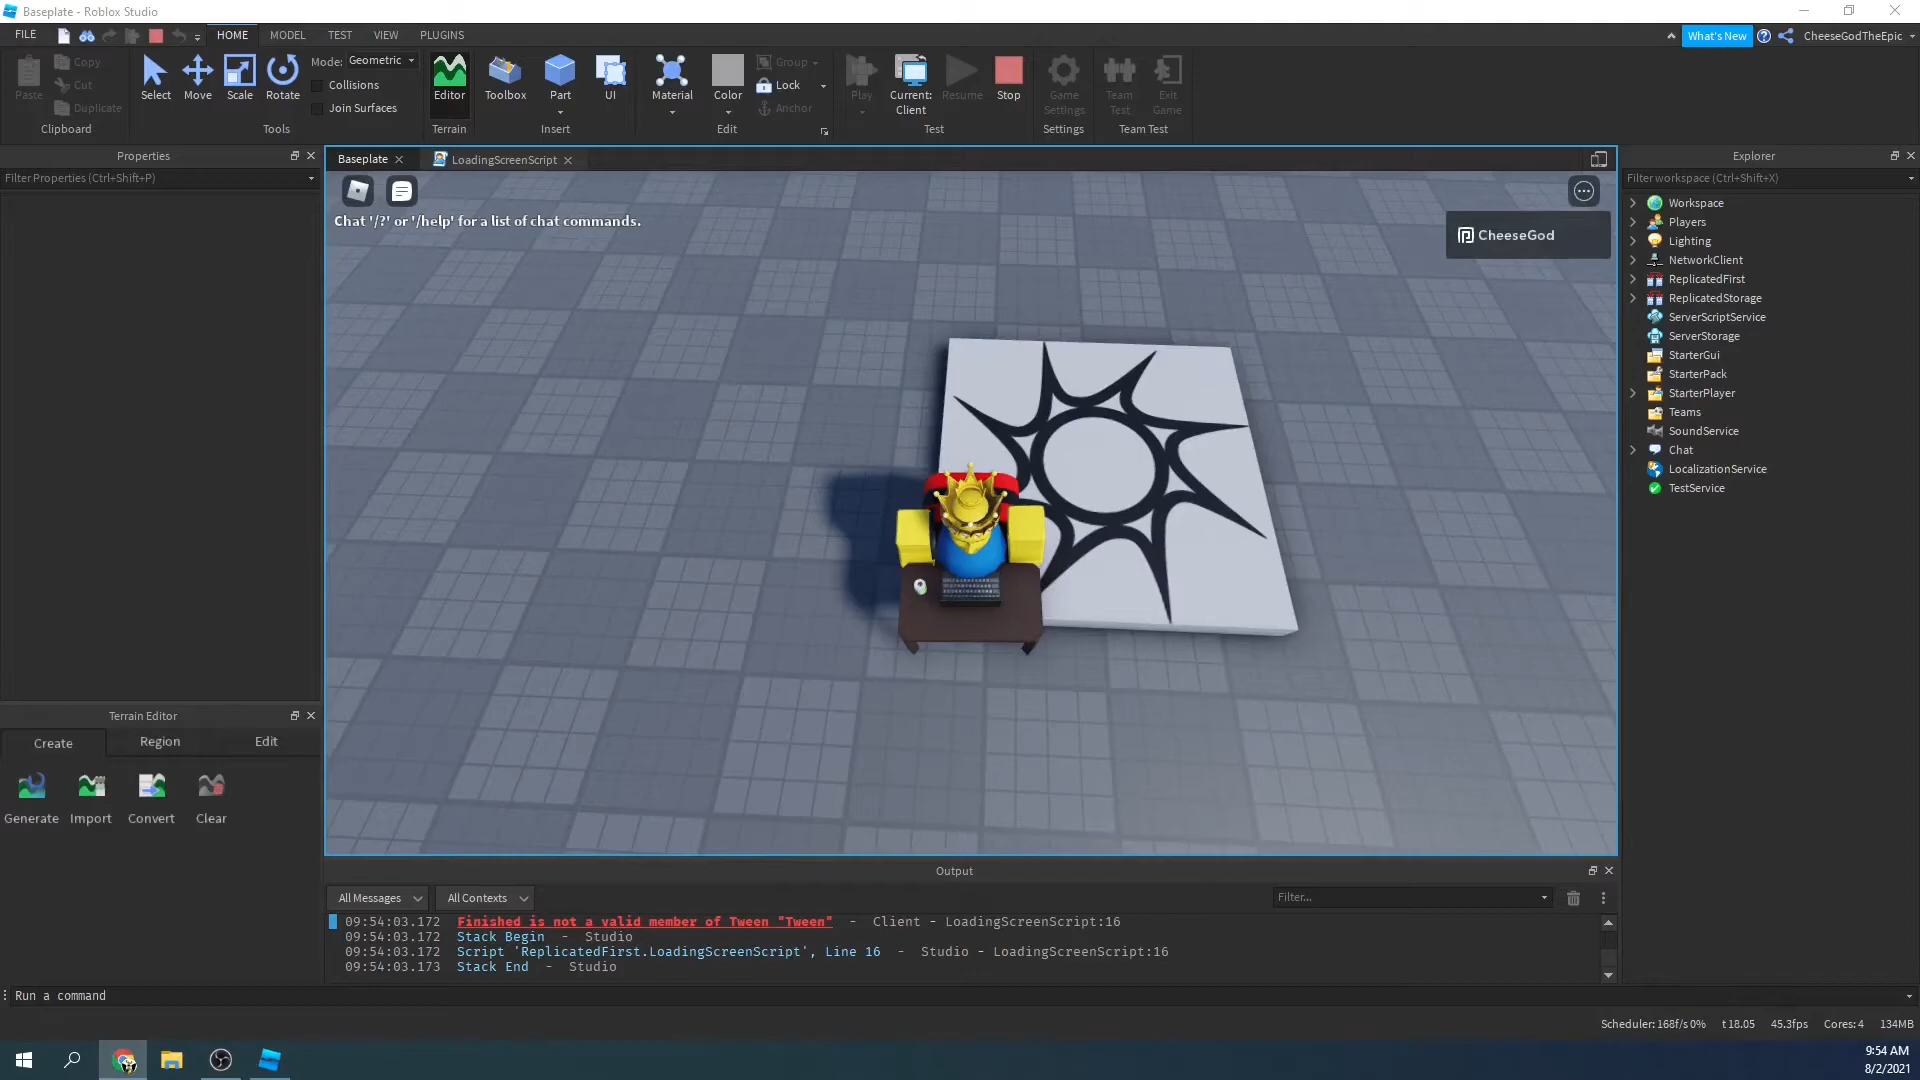 Baseplate - Roblox Studio
FILE
HOME
MODEL
TEST
VIEW
PLUGINS
What's New
CheeseGodTheEpic
Paste
Copy
Cut
Duplicate
Clipboard
Select
Move
Scale
Rotate
Mode: Geometric
Collisions
Join Surfaces
Tools
Editor
Terrain
Toolbox
Part
UI
Insert
Material
Color
Group
Lock
Anchor
Edit
Play
Current: Client
Resume
Stop
Test
Game Settings
Settings
Team Test
Exit Game
Team Test
Properties
Filter Properties (Ctrl+Shift+P)
Baseplate
LoadingScreenScript
Chat '/?' or '/help' for a list of chat commands.
CheeseGod
Explorer
Filter workspace (Ctrl+Shift+X)
Workspace
Players
Lighting
NetworkClient
ReplicatedFirst
ReplicatedStorage
ServerScriptService
ServerStorage
StarterGui
StarterPack
StarterPlayer
Teams
SoundService
Chat
LocalizationService
TestService
Terrain Editor
Create
Region
Edit
Generate
Import
Convert
Clear
Output
All Messages
All Contexts
Filter...
09:54:03.172 Finished is not a valid member of Tween "Tween" - Client - LoadingScreenScript:16
09:54:03.172 Stack Begin - Studio
09:54:03.172 Script 'ReplicatedFirst.LoadingScreenScript', Line 16 - Studio - LoadingScreenScript:16
09:54:03.173 Stack End - Studio
Run a command
Scheduler: 168f/s 0% t 18.05 45.3fps Cores: 4 134MB
9:54 AM
8/2/2021